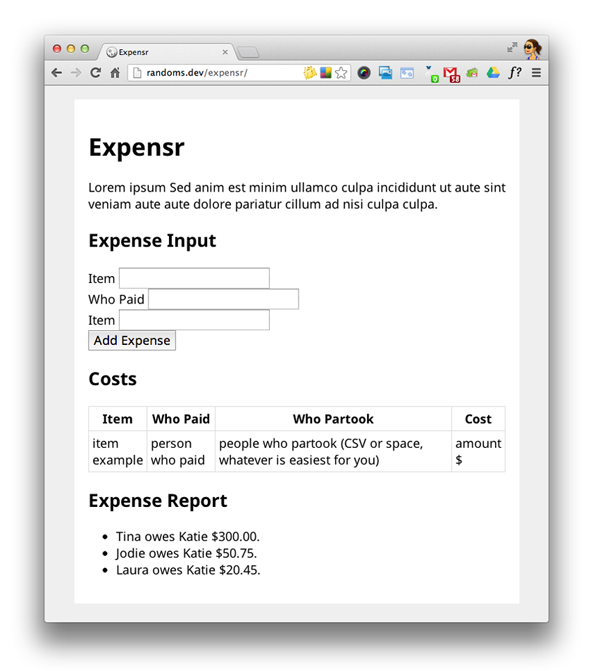 Expensr
randoms.dev/expensr/
0
58
f?
Expensr
Lorem ipsum Sed anim est minim ullamco culpa incididunt ut aute sint
veniam aute aute dolore pariatur cillum ad nisi culpa culpa.
Expense Input
Item
Who Paid
Item
Add Expense
Costs
Item Who Paid Who Partook Cost
item person people who partook (CSV or space, amount
example who paid whatever is easiest for you) $
Expense Report
• Tina owes Katie $300.00.
• Jodie owes Katie $50.75.
• Laura owes Katie $20.45.